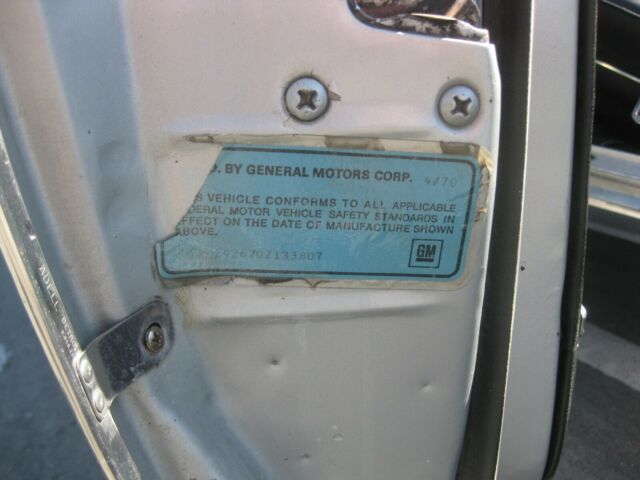 D. BY GENERAL MOTORS CORP. 4/70
S VEHICLE CONFORMS TO ALL APPLICABLE
DERAL MOTOR VEHICLE SAFETY STANDARDS IN
EFFECT ON THE DATE OF MANUFACTURE SHOWN
ABOVE.
242670Z133807
GM